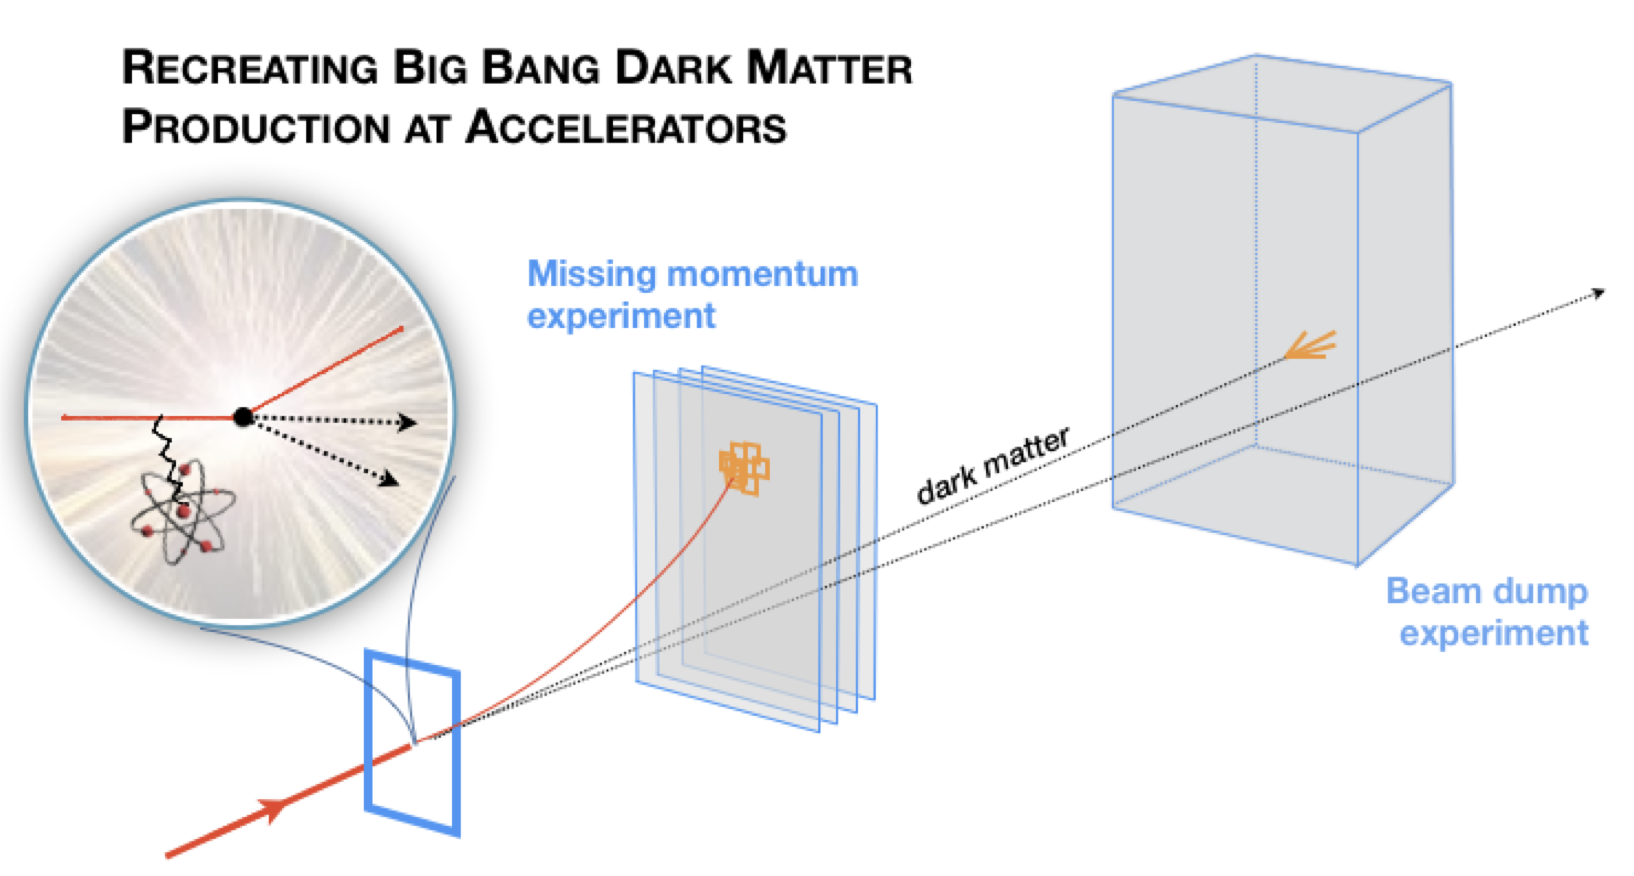 RECREATING BIG BANG DARK MATTER
PRODUCTION AT ACCELERATORS
Missing momentum
experiment
dark matter
Beam dump
experiment